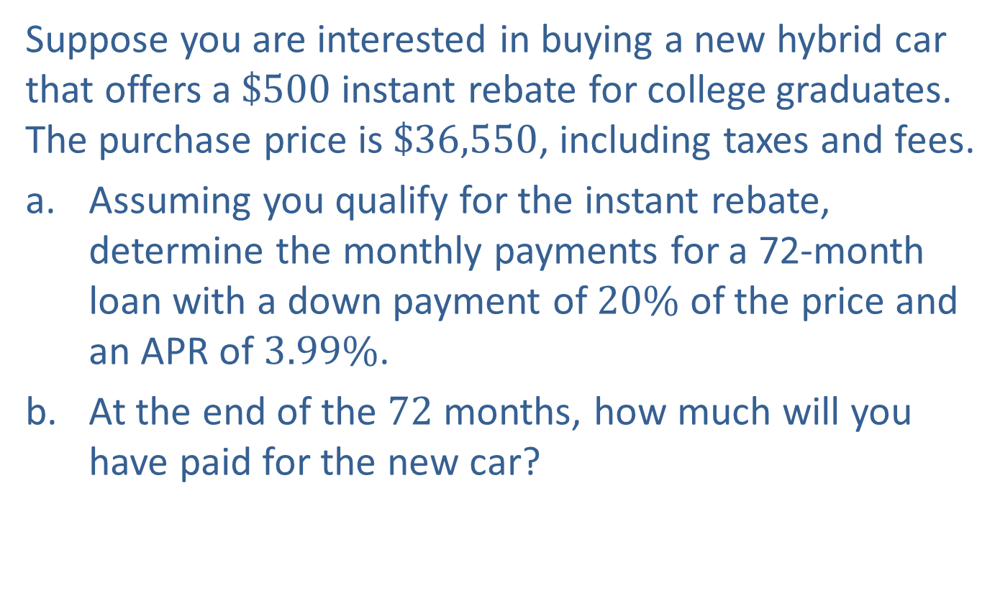 Suppose you are interested in buying a new hybrid car
that offers a $500 instant rebate for college graduates.
The purchase price is $36,550, including taxes and fees.
a. Assuming you qualify for the instant rebate,
determine the monthly payments for a 72-month
loan with a down payment of 20% of the price and
an APR of 3.99%.
b. At the end of the 72 months, how much will you
have paid for the new car?